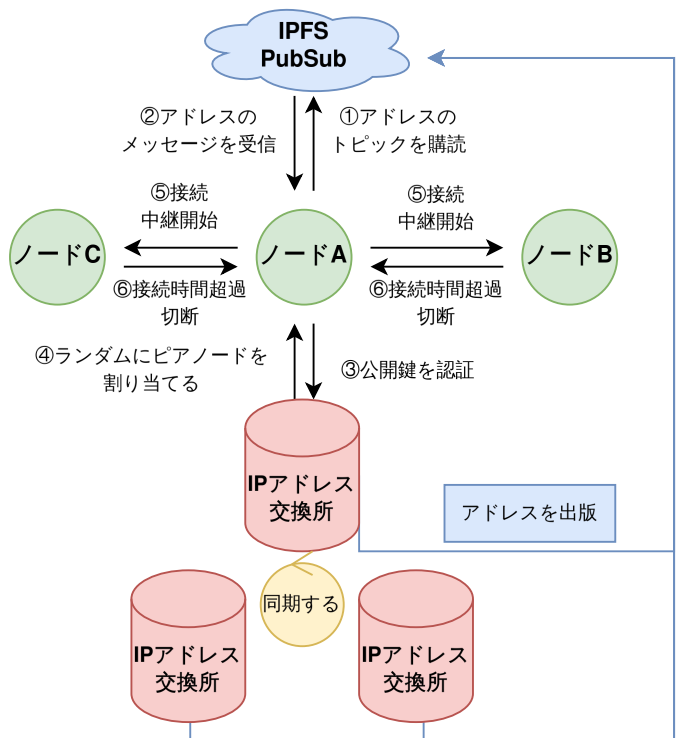 IPFS
PubSub
②アドレスの
メッセージを受信
①アドレスの
トピックを購読
⑤接続
中継開始
⑤接続
中継開始
ノードC
ノードA
ノードB
⑥接続時間超過
切断
⑥接続時間超過
切断
④ランダムにピアノードを
割り当てる
③公開鍵を認証
IPアドレス
交換所
アドレスを出版
同期する
IPアドレス
交換所
IPアドレス
交換所